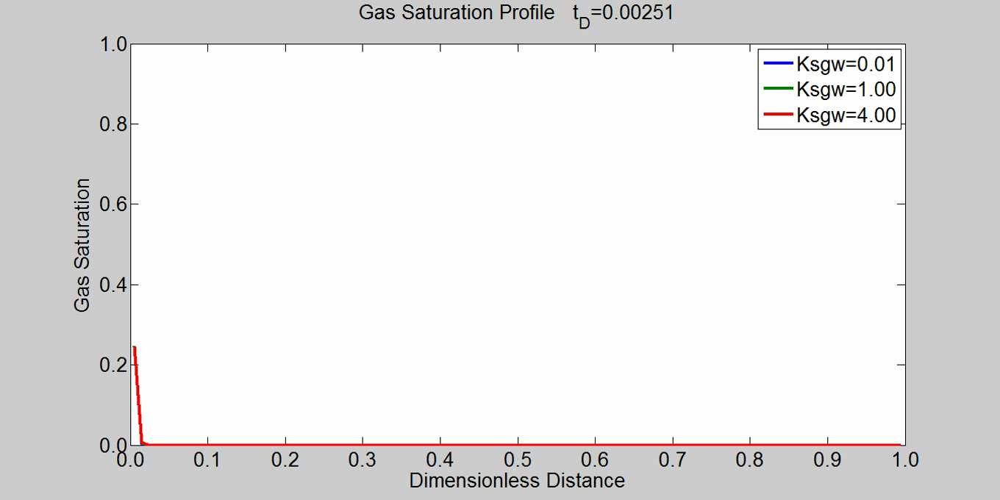 Gas Saturation Profile t_D=0.00251
1.0
0.8
0.6
0.4
0.2
0.0
Gas Saturation
Ksgw=0.01
Ksgw=1.00
Ksgw=4.00
0.0 0.1 0.2 0.3 0.4 0.5 0.6 0.7 0.8 0.9 1.0
Dimensionless Distance